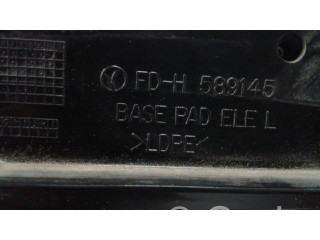 FD-H 589145
BASE PAD ELE L
>LDPE<